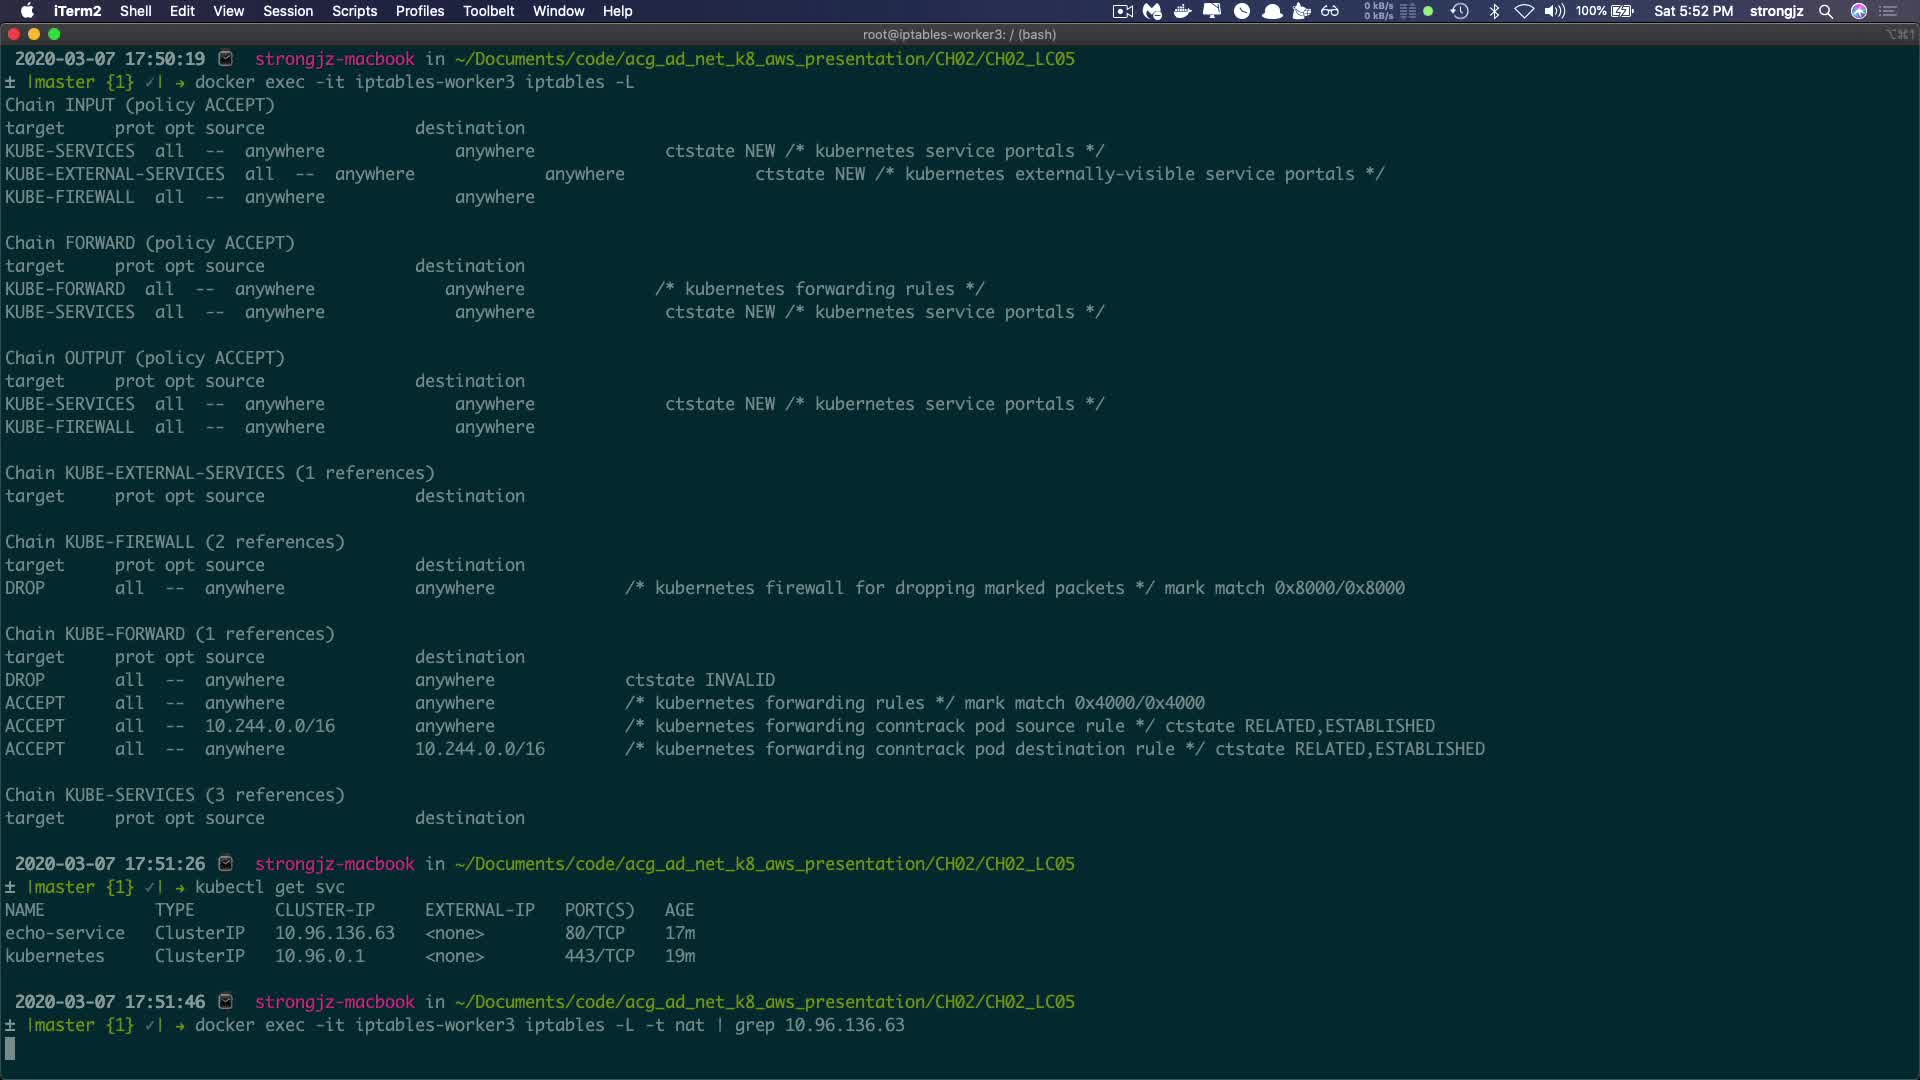 iTerm2 Shell Edit View Session Scripts Profiles Toolbelt Window Help 0 kB/s 0 kB/s 100% Sat 5:52 PM strongjz
root@iptables-worker3: / (bash) ⌥⌘1
2020-03-07 17:50:19 strongjz-macbook in ~/Documents/code/acg_ad_net_k8_aws_presentation/CH02/CH02_LC05
± |master {1} ✓| → docker exec -it iptables-worker3 iptables -L
Chain INPUT (policy ACCEPT)
target     prot opt source               destination
KUBE-SERVICES  all  --  anywhere             anywhere             ctstate NEW /* kubernetes service portals */
KUBE-EXTERNAL-SERVICES  all  --  anywhere             anywhere             ctstate NEW /* kubernetes externally-visible service portals */
KUBE-FIREWALL  all  --  anywhere             anywhere
Chain FORWARD (policy ACCEPT)
target     prot opt source               destination
KUBE-FORWARD  all  --  anywhere             anywhere             /* kubernetes forwarding rules */
KUBE-SERVICES  all  --  anywhere             anywhere             ctstate NEW /* kubernetes service portals */
Chain OUTPUT (policy ACCEPT)
target     prot opt source               destination
KUBE-SERVICES  all  --  anywhere             anywhere             ctstate NEW /* kubernetes service portals */
KUBE-FIREWALL  all  --  anywhere             anywhere
Chain KUBE-EXTERNAL-SERVICES (1 references)
target     prot opt source               destination
Chain KUBE-FIREWALL (2 references)
target     prot opt source               destination
DROP       all  --  anywhere             anywhere             /* kubernetes firewall for dropping marked packets */ mark match 0x8000/0x8000
Chain KUBE-FORWARD (1 references)
target     prot opt source               destination
DROP       all  --  anywhere             anywhere             ctstate INVALID
ACCEPT     all  --  anywhere             anywhere             /* kubernetes forwarding rules */ mark match 0x4000/0x4000
ACCEPT     all  --  10.244.0.0/16        anywhere             /* kubernetes forwarding conntrack pod source rule */ ctstate RELATED,ESTABLISHED
ACCEPT     all  --  anywhere             10.244.0.0/16        /* kubernetes forwarding conntrack pod destination rule */ ctstate RELATED,ESTABLISHED
Chain KUBE-SERVICES (3 references)
target     prot opt source               destination
2020-03-07 17:51:26 strongjz-macbook in ~/Documents/code/acg_ad_net_k8_aws_presentation/CH02/CH02_LC05
± |master {1} ✓| → kubectl get svc
NAME           TYPE        CLUSTER-IP     EXTERNAL-IP   PORT(S)   AGE
echo-service   ClusterIP   10.96.136.63   <none>        80/TCP    17m
kubernetes     ClusterIP   10.96.0.1      <none>        443/TCP   19m
2020-03-07 17:51:46 strongjz-macbook in ~/Documents/code/acg_ad_net_k8_aws_presentation/CH02/CH02_LC05
± |master {1} ✓| → docker exec -it iptables-worker3 iptables -L -t nat | grep 10.96.136.63